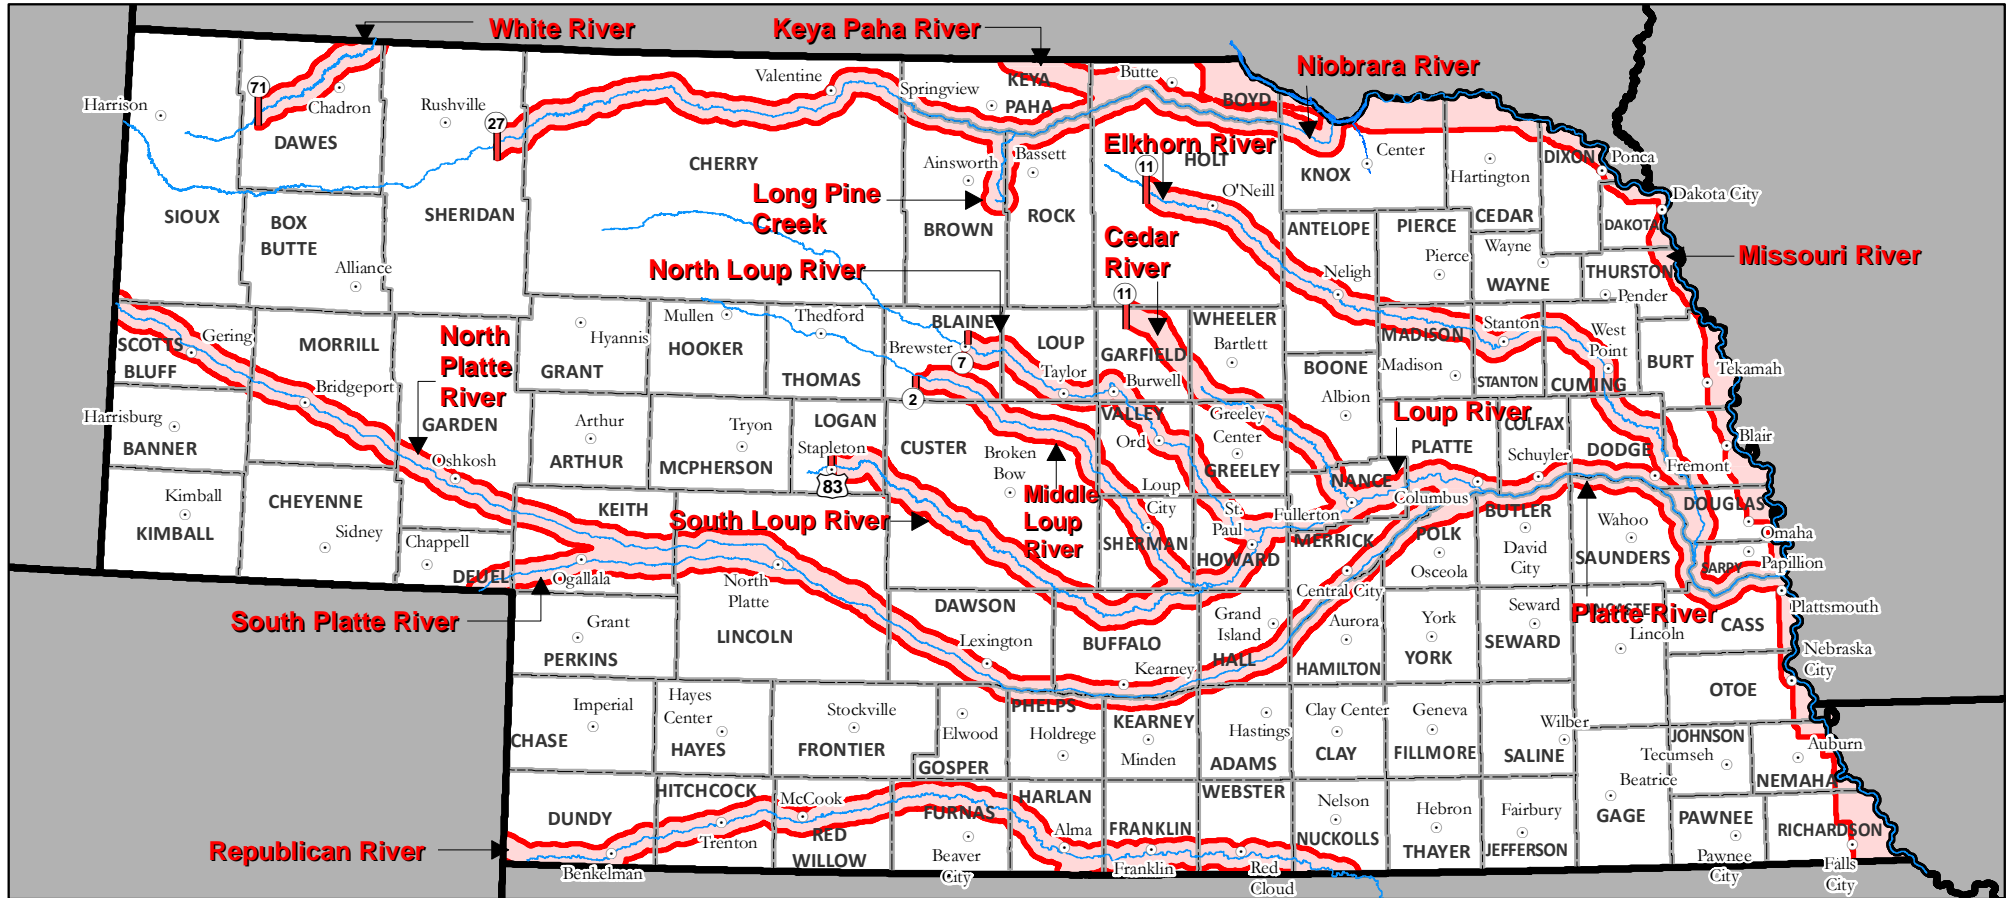 White River
Keya Paha River
Niobrara River
71
Harrison
Chadron
DAWES
Rushville
27
Valentine
Springview
KEYA
PAHA
Butte
BOYD
CHERRY
Ainsworth
Bassett
Elkhorn River
HOLT
11
O'Neill
Center
KNOX
Hartington
CEDAR
DIXON
Ponca
Dakota City
DAKOTA
SIOUX
BOX
BUTTE
Alliance
SHERIDAN
Long Pine
Creek
BROWN
ROCK
Cedar
River
ANTELOPE
PIERCE
Pierce
Wayne
WAYNE
THURSTON
Pender
Missouri River
North Loup River
11
Neligh
Gering
SCOTTS
BLUFF
MORRILL
Bridgeport
North
Platte
River
GARDEN
Hyannis
GRANT
Mullen
HOOKER
Thedford
THOMAS
BLAINE
Brewster
7
2
LOUP
Taylor
GARFIELD
Burwell
WHEELER
Bartlett
BOONE
Albion
MADISON
Madison
Stanton
STANTON
West
Point
CUMING
BURT
Tekamah
Harrisburg
BANNER
Oshkosh
Arthur
ARTHUR
Tryon
MCPHERSON
LOGAN
Stapleton
83
CUSTER
Broken
Bow
Middle
Loup
River
VALLEY
Ord
Greeley
Center
GREELEY
Loup River
PLATTE
COLFAX
Schuyler
DODGE
Fremont
Blair
Kimball
KIMBALL
CHEYENNE
Sidney
Chappell
DEUEL
KEITH
Ogallala
South Loup River
Loup
City
SHERMAN
St.
Paul
HOWARD
NANCE
Fullerton
Columbus
MERRICK
Central City
POLK
Osceola
BUTLER
David
City
Wahoo
SAUNDERS
DOUGLAS
Omaha
SARPY
Papillion
South Platte River
North
Platte
LINCOLN
DAWSON
Lexington
BUFFALO
Kearney
Grand
Island
HALL
Aurora
HAMILTON
York
YORK
Seward
SEWARD
Platte River
Lincoln
CASS
Plattsmouth
Nebraska
City
OTOE
Grant
PERKINS
Imperial
CHASE
Hayes
Center
HAYES
Stockville
FRONTIER
Elwood
GOSPER
PHELPS
Holdrege
KEARNEY
Minden
Hastings
ADAMS
Clay Center
CLAY
Geneva
FILLMORE
Wilber
SALINE
JOHNSON
Tecumseh
Auburn
NEMAHA
Beatrice
GAGE
Republican River
DUNDY
Benkelman
HITCHCOCK
Trenton
McCook
RED
WILLOW
FURNAS
Beaver
City
HARLAN
Alma
FRANKLIN
Franklin
WEBSTER
Red
Cloud
Nelson
NUCKOLLS
Hebron
THAYER
Fairbury
JEFFERSON
PAWNEE
Pawnee
City
RICHARDSON
Falls
City